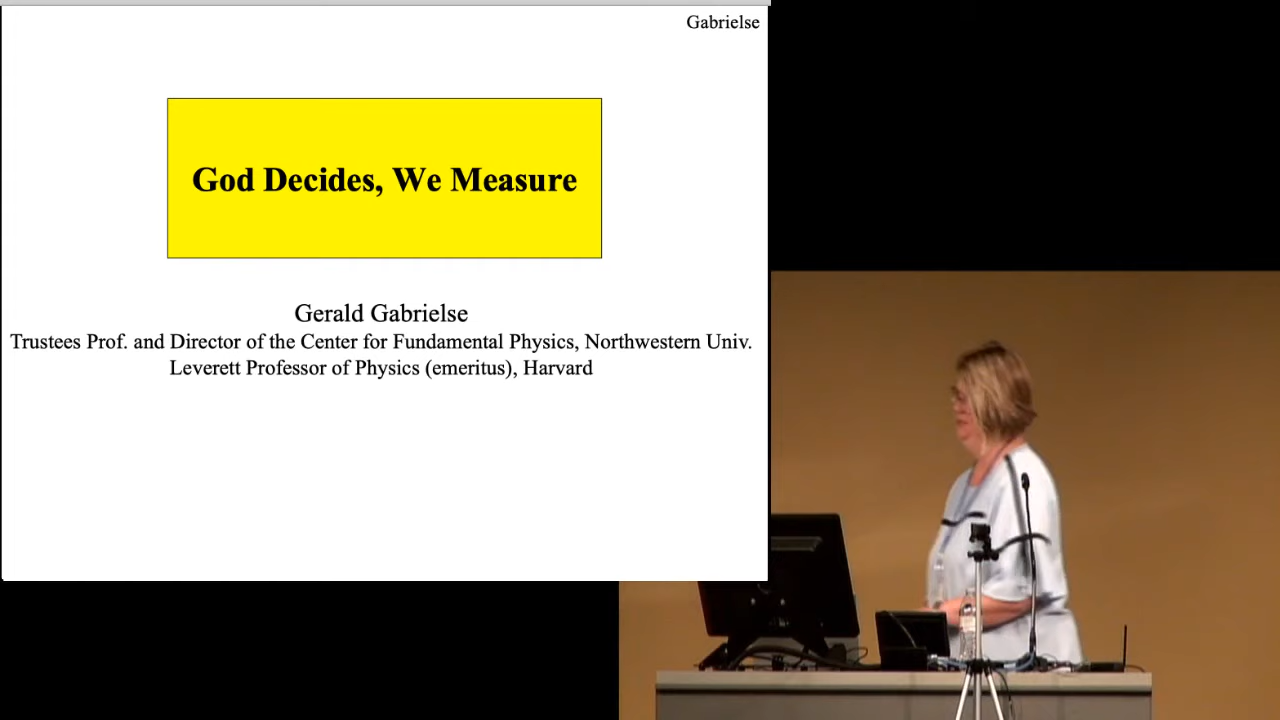 Gabrielse
God Decides, We Measure
Gerald Gabrielse
Trustees Prof. and Director of the Center for Fundamental Physics, Northwestern Univ.
Leverett Professor of Physics (emeritus), Harvard